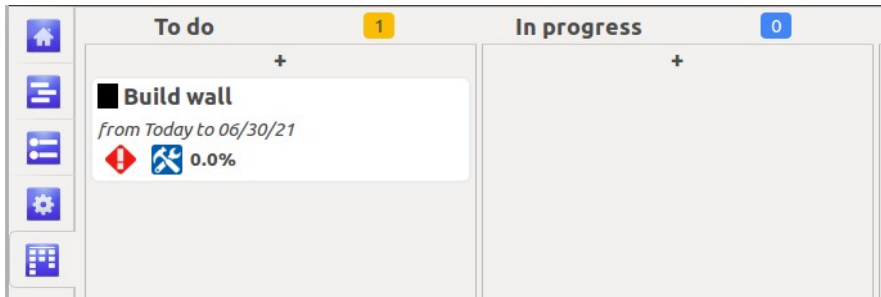 To do 1 In progress 0
+ +
Build wall
from Today to 06/30/21
0.0%